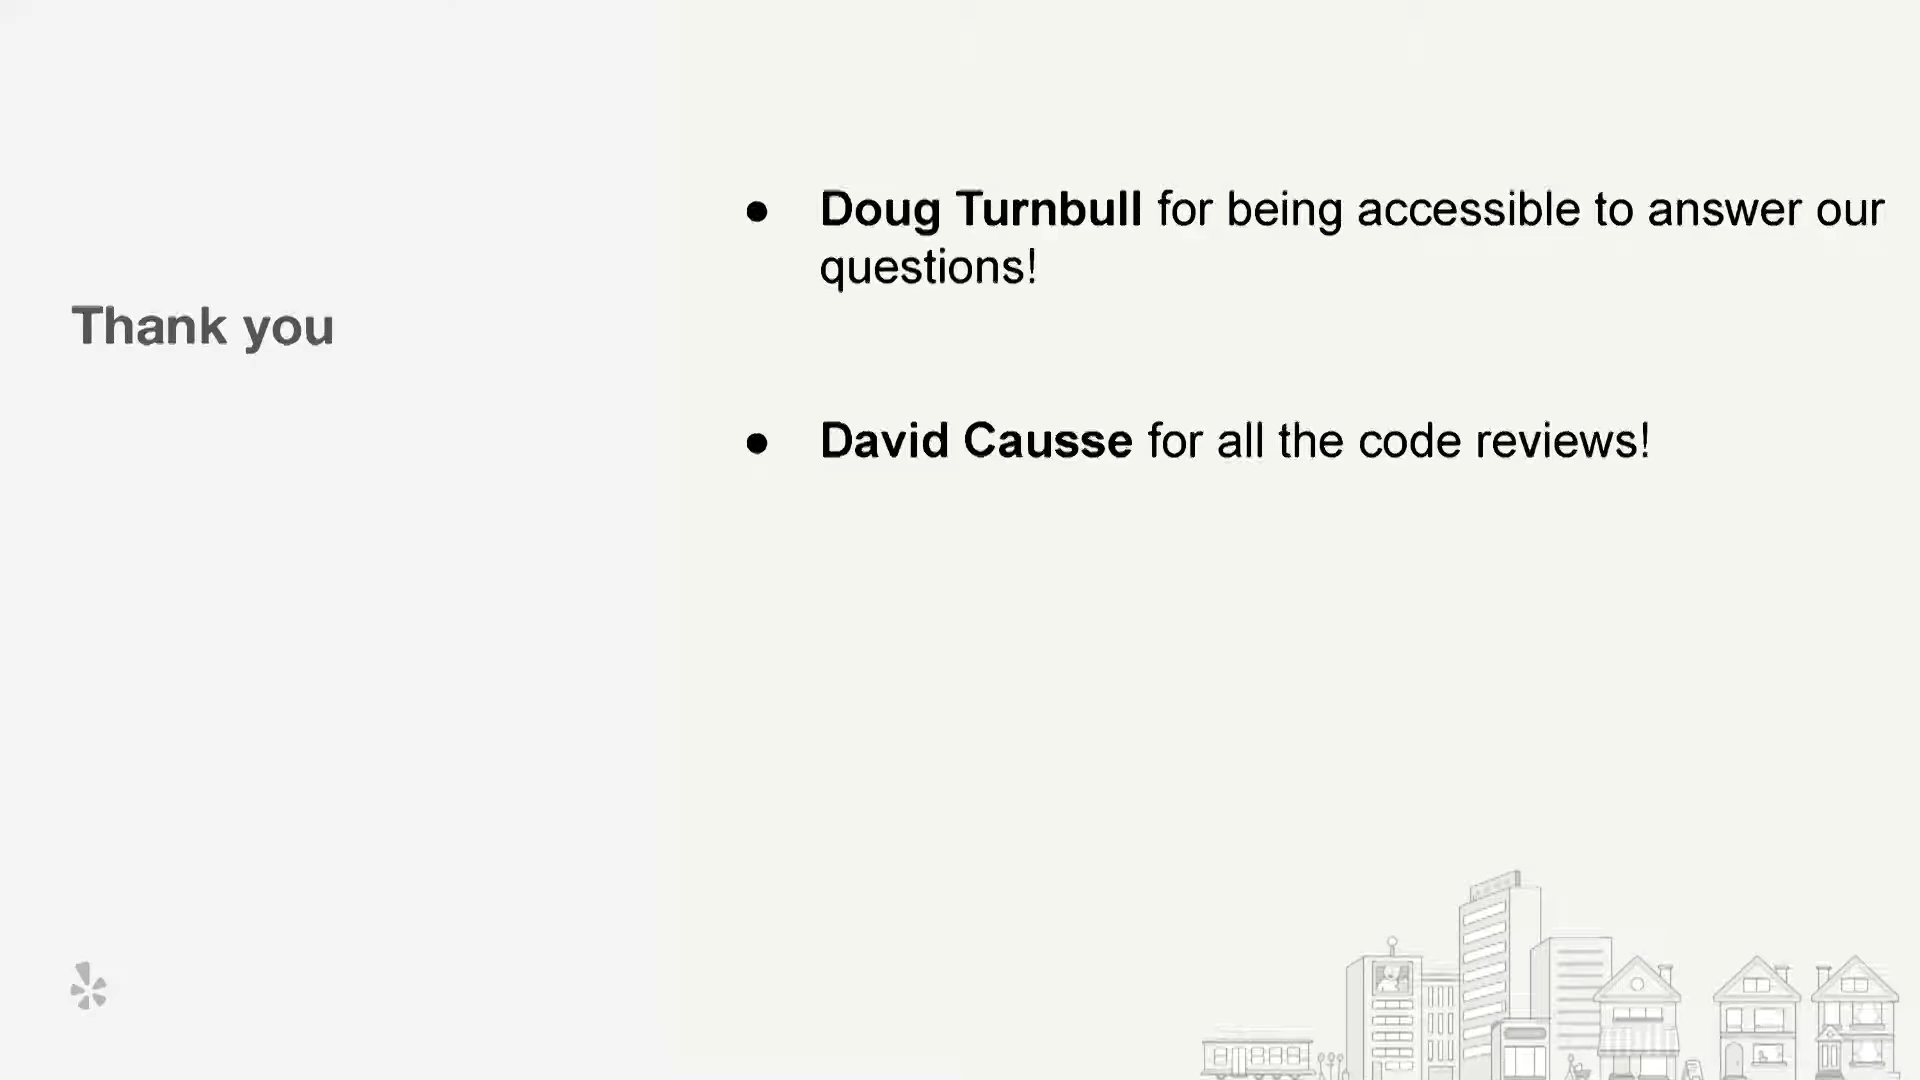 Thank you
● Doug Turnbull for being accessible to answer our
questions!
● David Causse for all the code reviews!